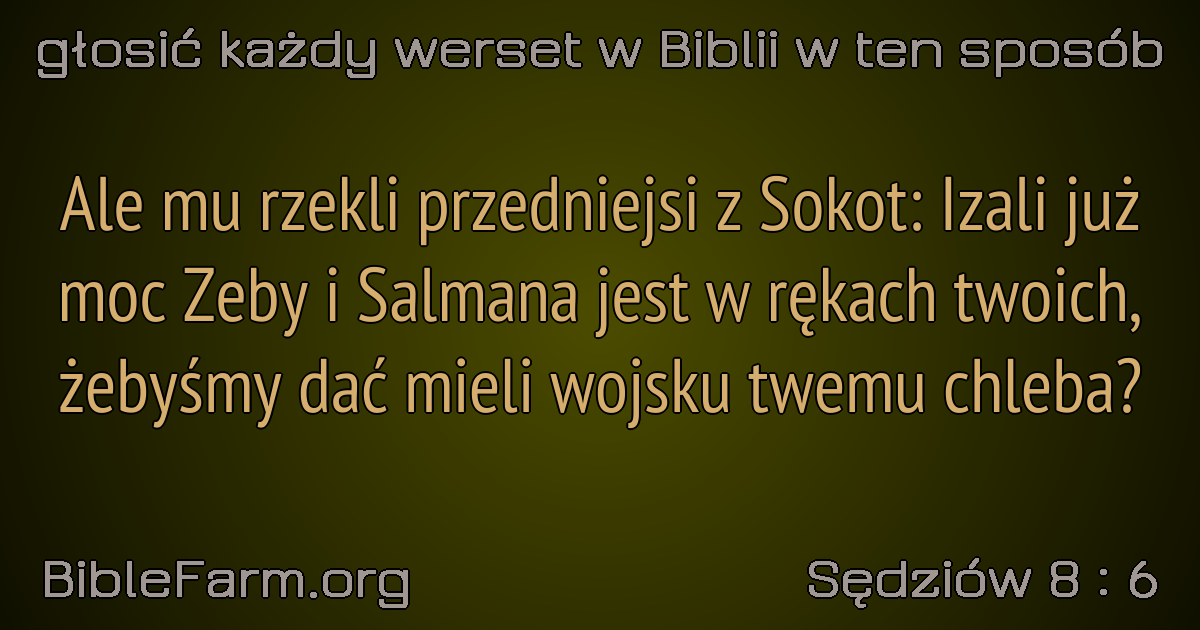 głosić każdy werset w Biblii w ten sposób
Ale mu rzekli przedniejsi z Sokot: Izali już
moc Zeby i Salmana jest w rękach twoich,
żebyśmy dać mieli wojsku twemu chleba?
BibleFarm.org
Sędziów 8 : 6